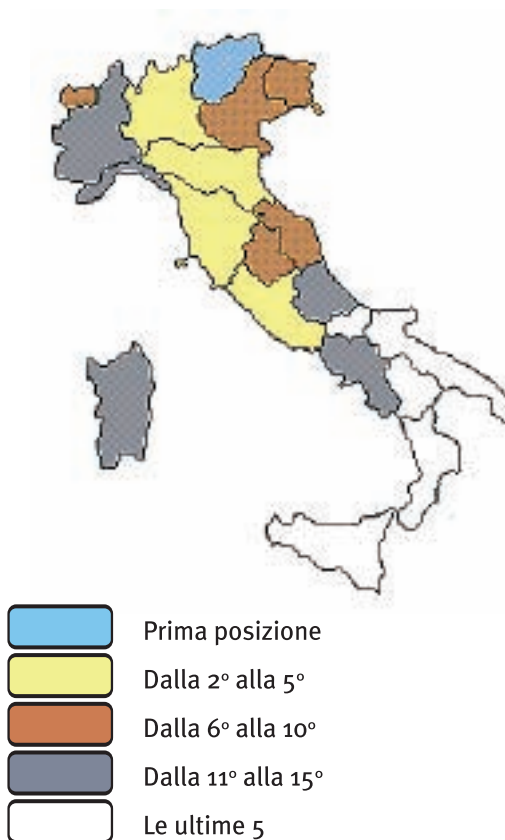 Prima posizione
Dalla 2° alla 5°
Dalla 6° alla 10°
Dalla 11° alla 15°
Le ultime 5